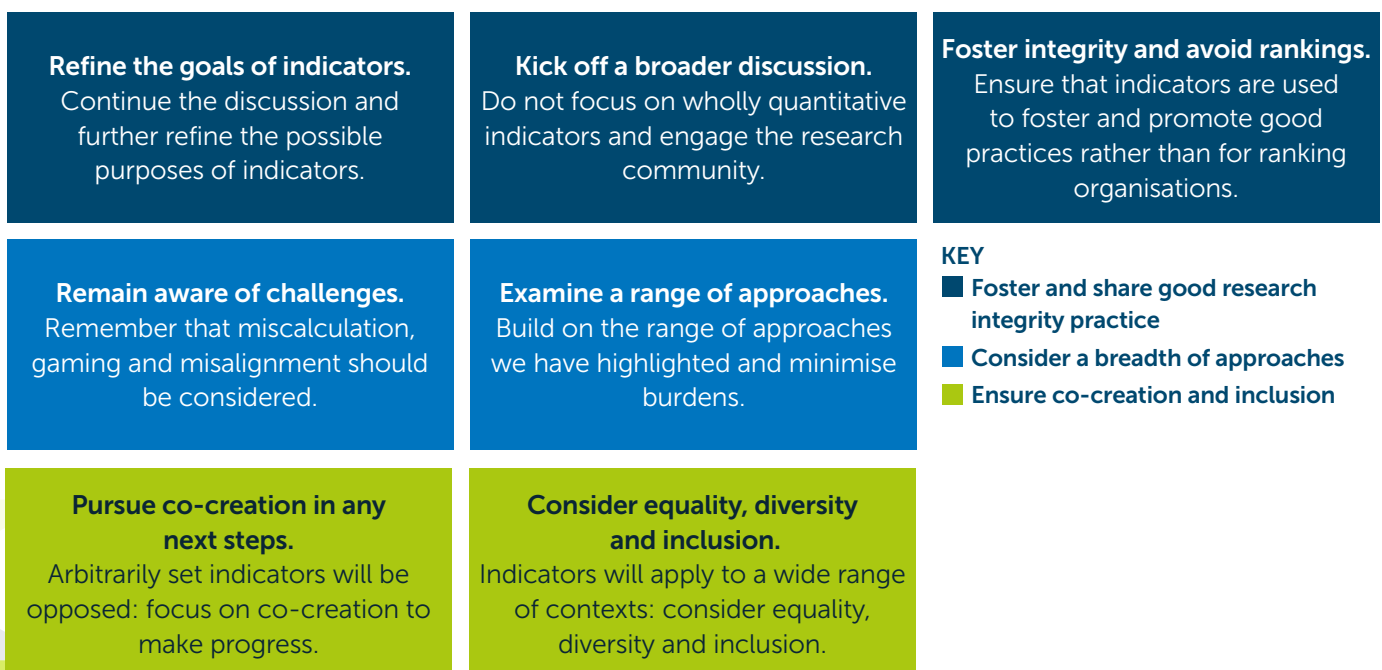 Refine the goals of indicators.
Continue the discussion and
further refine the possible
purposes of indicators.
Kick off a broader discussion.
Do not focus on wholly quantitative
indicators and engage the research
community.
Foster integrity and avoid rankings.
Ensure that indicators are used
to foster and promote good
practices rather than for ranking
organisations.
Remain aware of challenges.
Remember that miscalculation,
gaming and misalignment should
be considered.
Examine a range of approaches.
Build on the range of approaches
we have highlighted and minimise
burdens.
KEY
Foster and share good research
integrity practice
Consider a breadth of approaches
Ensure co-creation and inclusion
Pursue co-creation in any
next steps.
Arbitrarily set indicators will be
opposed: focus on co-creation to
make progress.
Consider equality, diversity
and inclusion.
Indicators will apply to a wide range
of contexts: consider equality,
diversity and inclusion.